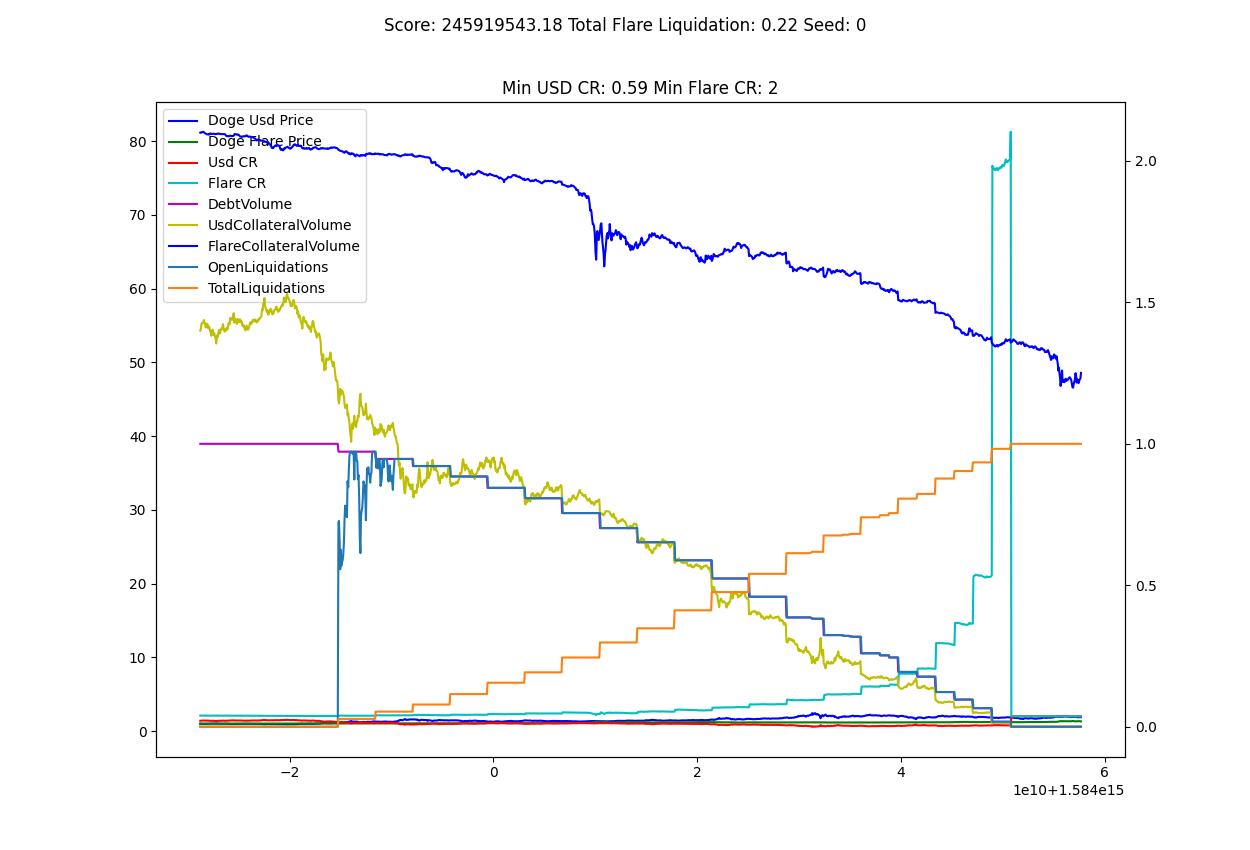 Score: 245919543.18 Total Flare Liquidation: 0.22 Seed: 0
Min USD CR: 0.59 Min Flare CR: 2
Doge Usd Price
Doge Flare Price
Usd CR
Flare CR
DebtVolume
UsdCollateralVolume
FlareCollateralVolume
OpenLiquidations
TotalLiquidations
80
70
60
50
40
30
20
10
0
2.0
1.5
1.0
0.5
0.0
−2
0
2
4
6
1e10+1.584e15